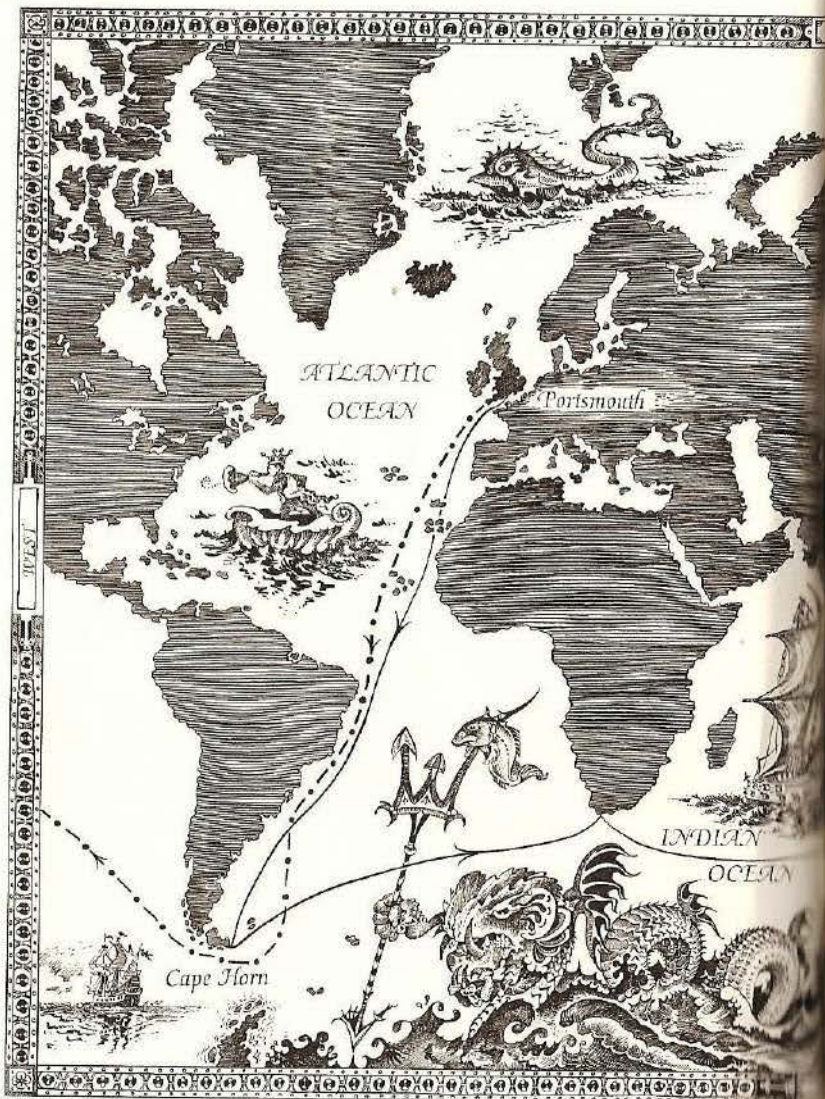 ATLANTIC
OCEAN
Portsmouth
WEST
INDIAN
OCEAN
S
Cape Horn